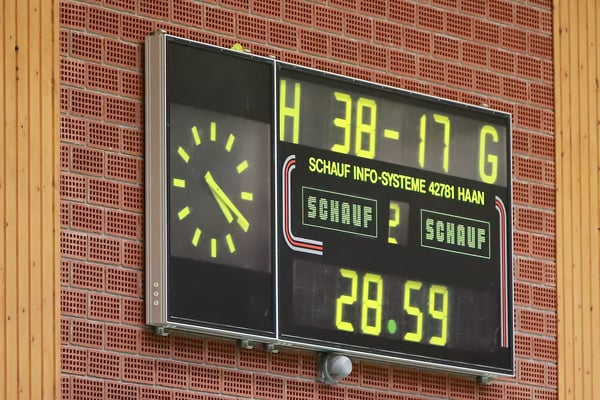 H 38-17 G
SCHAUF INFO-SYSTEME 42781 HAAN
SCHAUF 2 SCHAUF
28.59